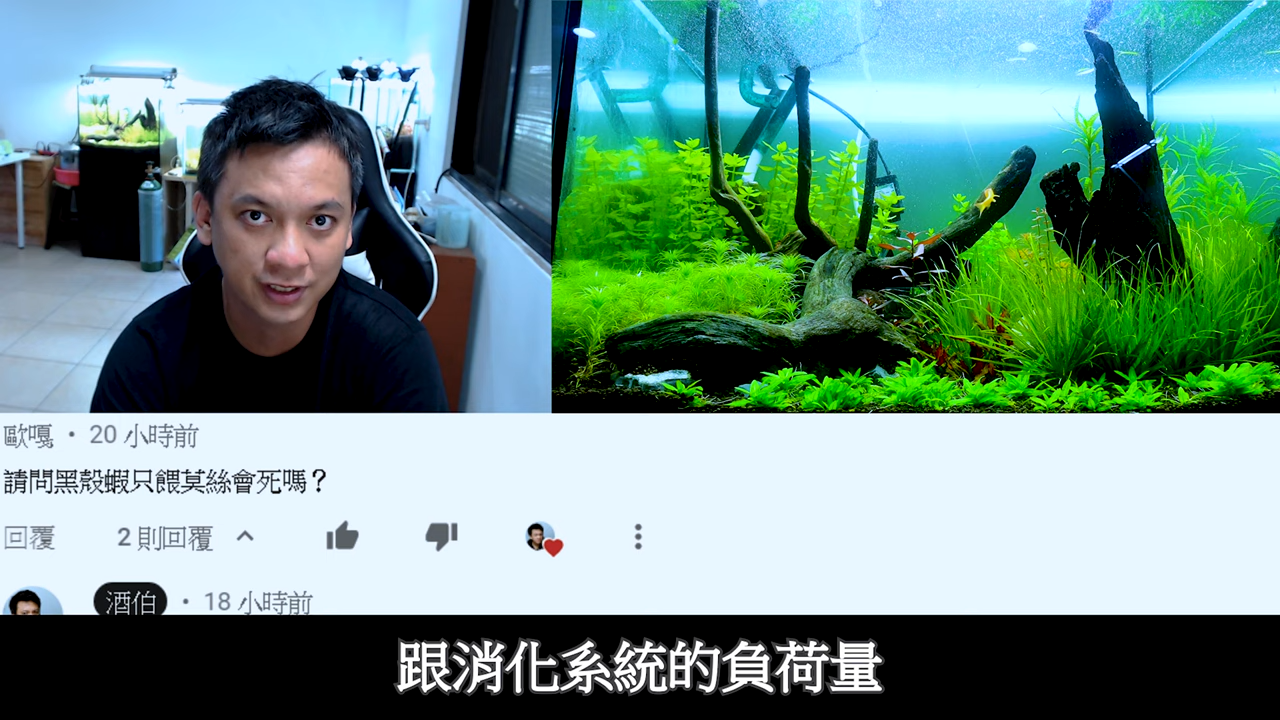 歐嘎 · 20 小時前
請問黑殼蝦只餵莫絲會死嗎？
回覆 2 則回覆
酒伯 · 18 小時前
跟消化系統的負荷量